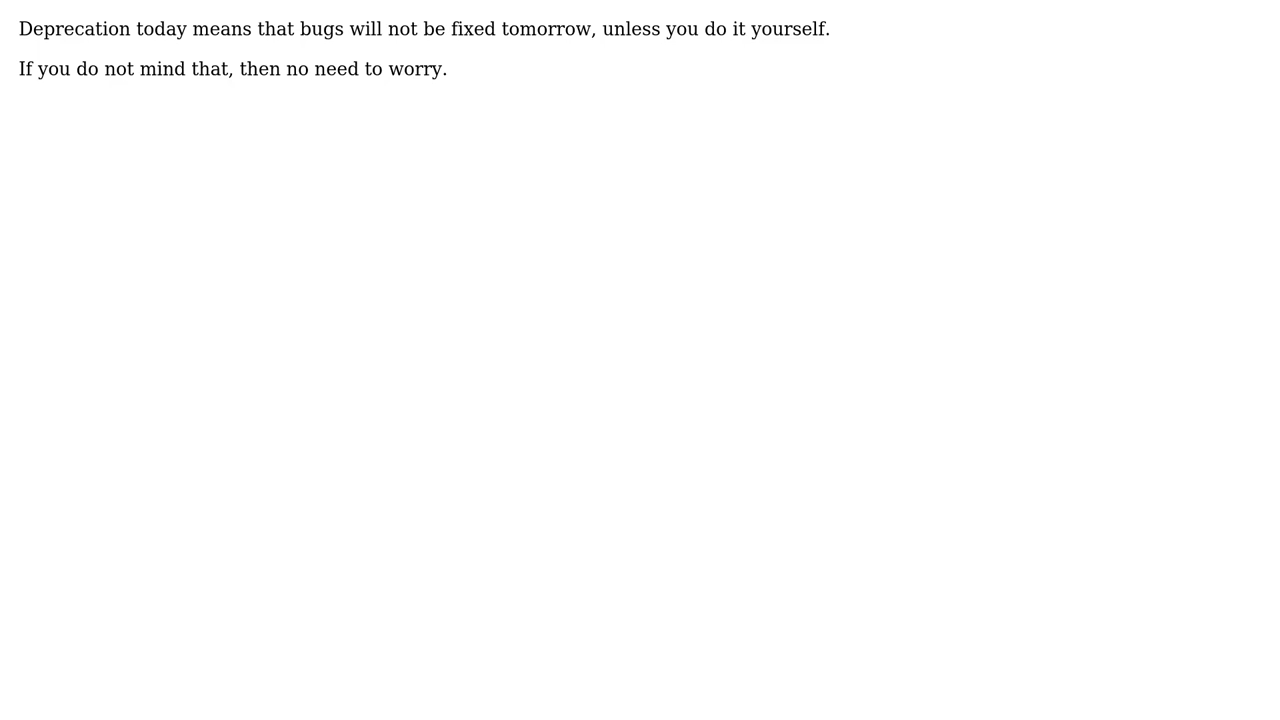 Deprecation today means that bugs will not be fixed tomorrow, unless you do it yourself.
If you do not mind that, then no need to worry.